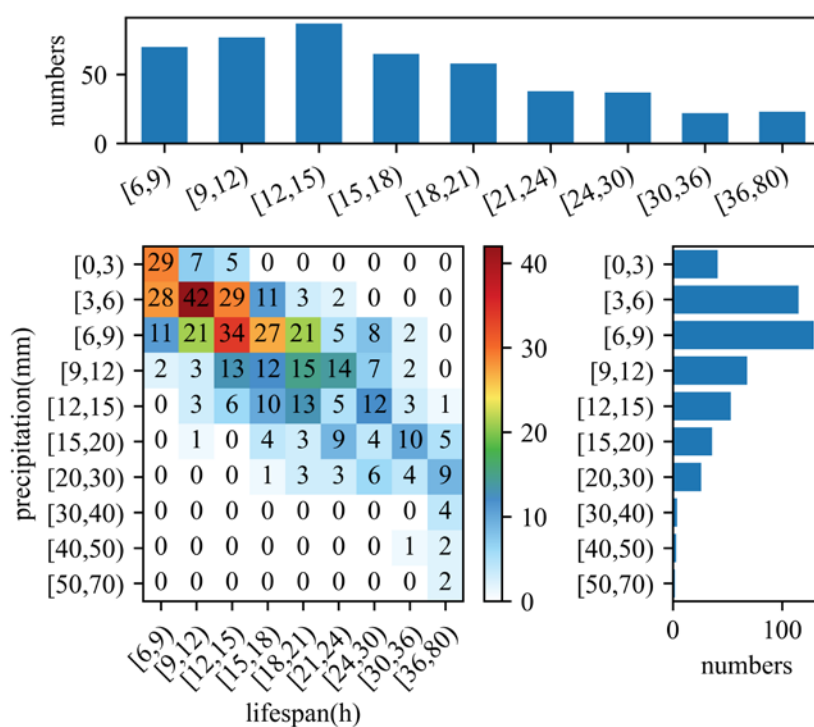 numbers
50
0
[6,9) [9,12) [12,15) [15,18) [18,21) [21,24) [24,30) [30,36) [36,80)
precipitation(mm)
[0,3) 29 7 5 0 0 0 0 0 0
[3,6) 28 42 29 11 3 2 0 0 0
[6,9) 11 21 34 27 21 5 8 2 0
[9,12) 2 3 13 12 15 14 7 2 0
[12,15) 0 3 6 10 13 5 12 3 1
[15,20) 0 1 0 4 3 9 4 10 5
[20,30) 0 0 0 1 3 3 6 4 9
[30,40) 0 0 0 0 0 0 0 0 4
[40,50) 0 0 0 0 0 0 0 1 2
[50,70) 0 0 0 0 0 0 0 0 2
[6,9) [9,12) [12,15) [15,18) [18,21) [21,24) [24,30) [30,36) [36,80)
lifespan(h)
40
30
20
10
0
[0,3)
[3,6)
[6,9)
[9,12)
[12,15)
[15,20)
[20,30)
[30,40)
[40,50)
[50,70)
0 100
numbers